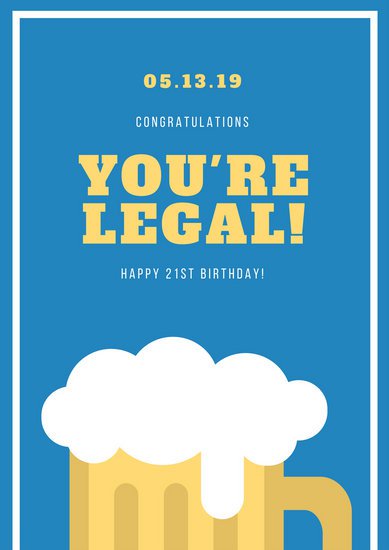 05.13.19
CONGRATULATIONS
YOU'RE
LEGAL!
HAPPY 21ST BIRTHDAY!